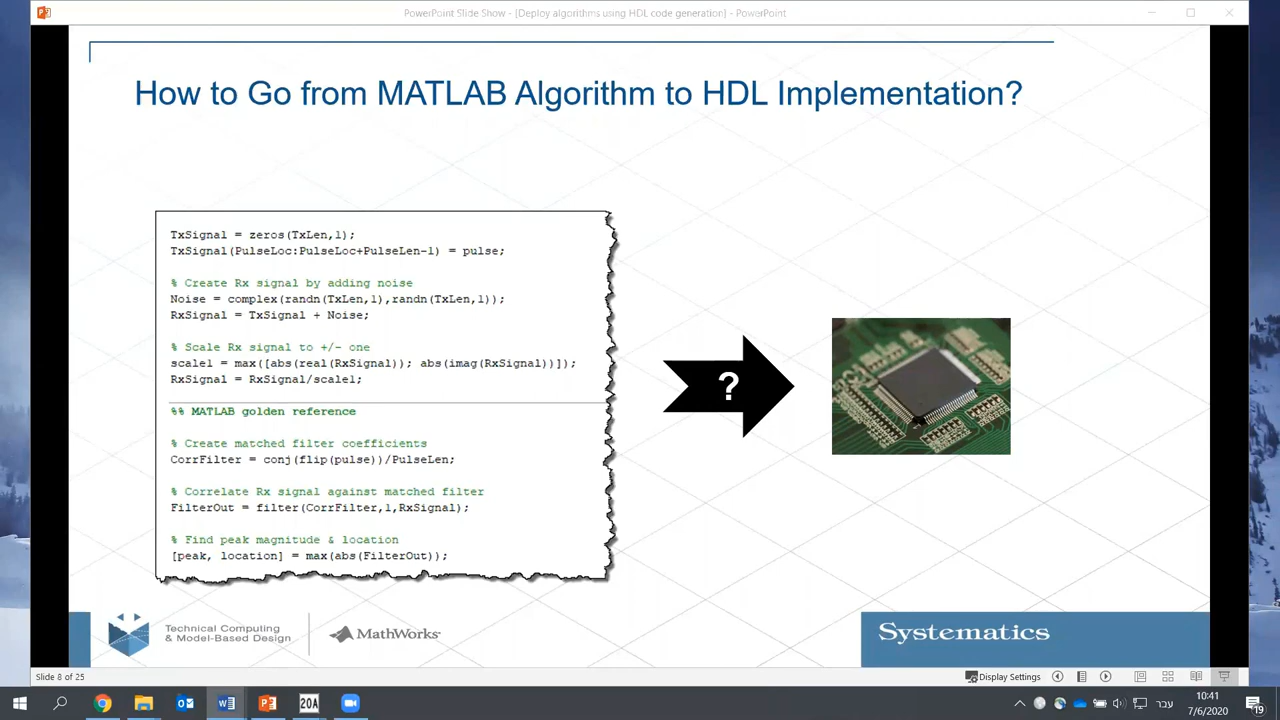 PowerPoint Slide Show - [Deploy algorithms using HDL code generation] - PowerPoint
How to Go from MATLAB Algorithm to HDL Implementation?
TxSignal = zeros(TxLen,1);
TxSignal(PulseLoc:PulseLoc+PulseLen-1) = pulse;
% Create Rx signal by adding noise
Noise = complex(randn(TxLen,1),randn(TxLen,1));
RxSignal = TxSignal + Noise;
% Scale Rx signal to +/- one
scale1 = max([abs(real(RxSignal)); abs(imag(RxSignal))]);
RxSignal = RxSignal/scale1;
%% MATLAB golden reference
% Create matched filter coefficients
CorrFilter = conj(flip(pulse))/PulseLen;
% Correlate Rx signal against matched filter
FilterOut = filter(CorrFilter,1,RxSignal);
% Find peak magnitude & location
[peak, location] = max(abs(FilterOut));
?
Technical Computing
& Model-Based Design
MathWorks
Systematics
Slide 8 of 25
Display Settings
20A
עבר
10:41
7/6/2020
19